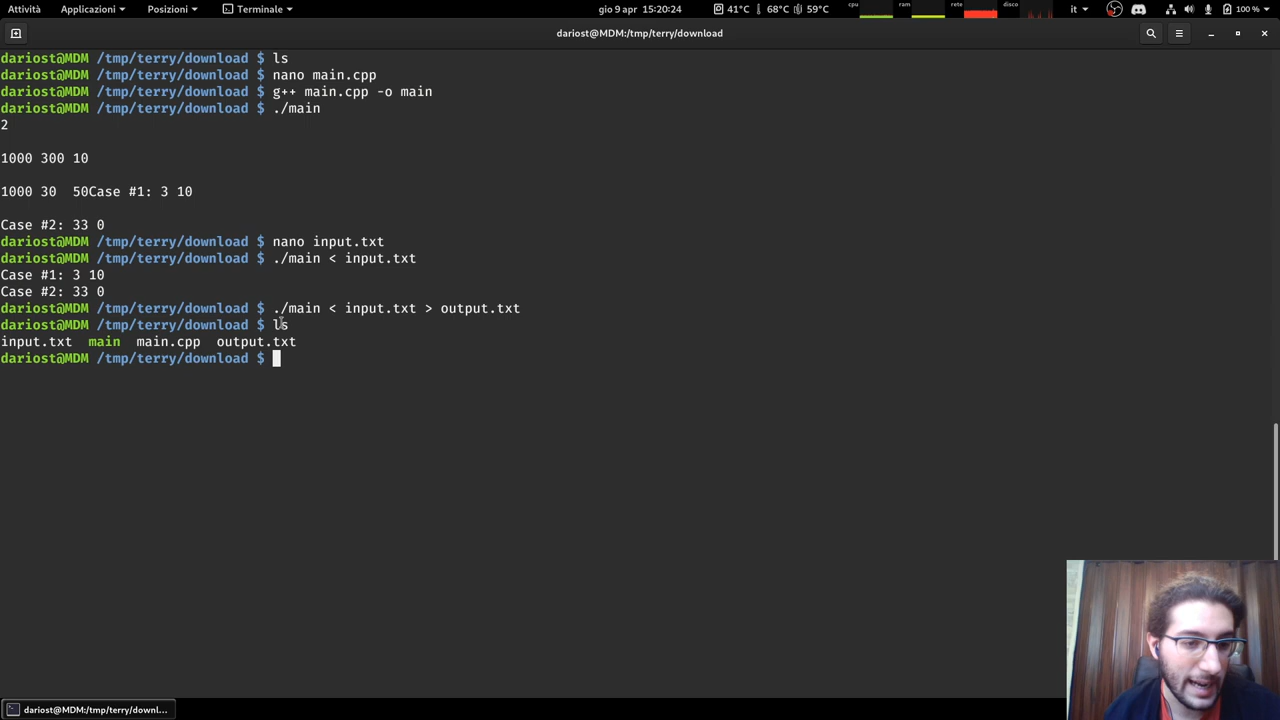 Attività Applicazioni Posizioni Terminale gio 9 apr 15:20:24 41°C 68°C 59°C cpu ram rete disco it 100 %
dariost@MDM:/tmp/terry/download
dariost@MDM /tmp/terry/download $ ls
dariost@MDM /tmp/terry/download $ nano main.cpp
dariost@MDM /tmp/terry/download $ g++ main.cpp -o main
dariost@MDM /tmp/terry/download $ ./main
2
1000 300 10
1000 30  50Case #1: 3 10
Case #2: 33 0
dariost@MDM /tmp/terry/download $ nano input.txt
dariost@MDM /tmp/terry/download $ ./main < input.txt
Case #1: 3 10
Case #2: 33 0
dariost@MDM /tmp/terry/download $ ./main < input.txt > output.txt
dariost@MDM /tmp/terry/download $ ls
input.txt  main  main.cpp  output.txt
dariost@MDM /tmp/terry/download $
dariost@MDM:/tmp/terry/downl...